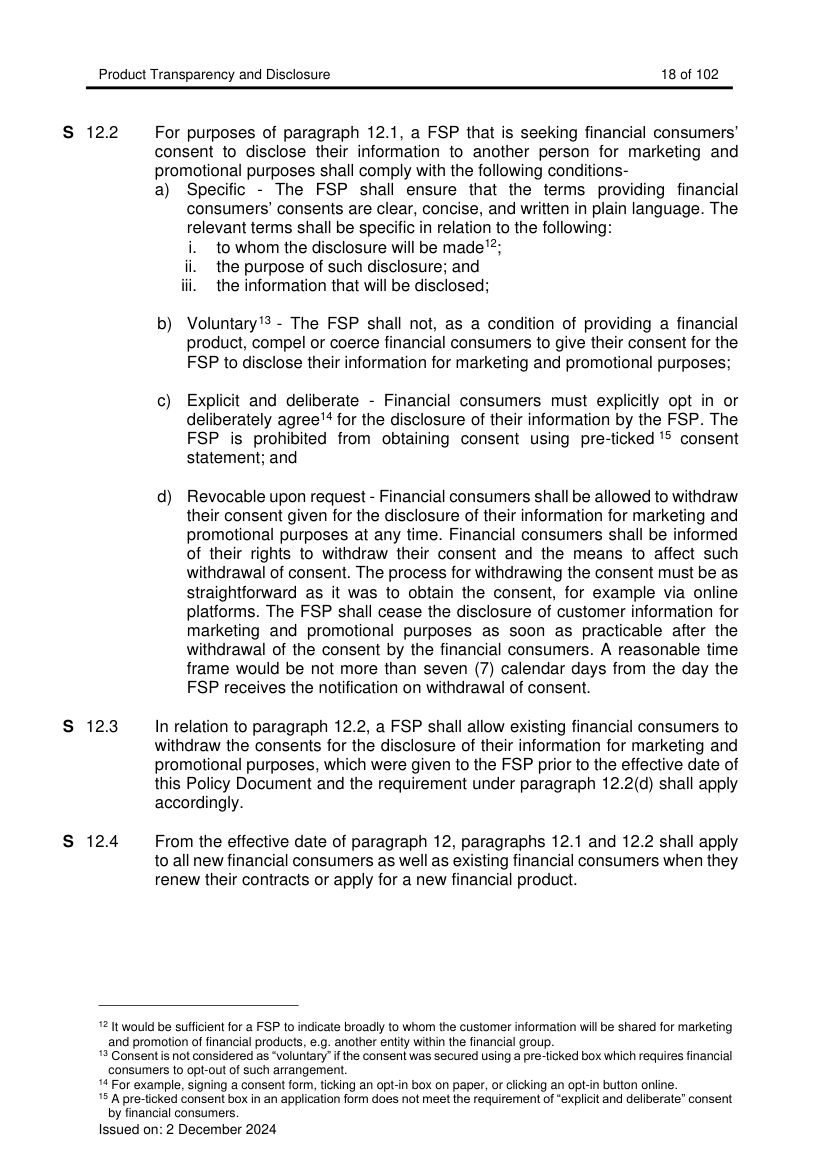 Product Transparency and Disclosure 18 of 102
S 12.2 For purposes of paragraph 12.1, a FSP that is seeking financial consumers’
consent to disclose their information to another person for marketing and
promotional purposes shall comply with the following conditions-
a) Specific - The FSP shall ensure that the terms providing financial
consumers’ consents are clear, concise, and written in plain language. The
relevant terms shall be specific in relation to the following:
i. to whom the disclosure will be made12;
ii. the purpose of such disclosure; and
iii. the information that will be disclosed;
b) Voluntary13 - The FSP shall not, as a condition of providing a financial
product, compel or coerce financial consumers to give their consent for the
FSP to disclose their information for marketing and promotional purposes;
c) Explicit and deliberate - Financial consumers must explicitly opt in or
deliberately agree14 for the disclosure of their information by the FSP. The
FSP is prohibited from obtaining consent using pre-ticked 15 consent
statement; and
d) Revocable upon request - Financial consumers shall be allowed to withdraw
their consent given for the disclosure of their information for marketing and
promotional purposes at any time. Financial consumers shall be informed
of their rights to withdraw their consent and the means to affect such
withdrawal of consent. The process for withdrawing the consent must be as
straightforward as it was to obtain the consent, for example via online
platforms. The FSP shall cease the disclosure of customer information for
marketing and promotional purposes as soon as practicable after the
withdrawal of the consent by the financial consumers. A reasonable time
frame would be not more than seven (7) calendar days from the day the
FSP receives the notification on withdrawal of consent.
S 12.3 In relation to paragraph 12.2, a FSP shall allow existing financial consumers to
withdraw the consents for the disclosure of their information for marketing and
promotional purposes, which were given to the FSP prior to the effective date of
this Policy Document and the requirement under paragraph 12.2(d) shall apply
accordingly.
S 12.4 From the effective date of paragraph 12, paragraphs 12.1 and 12.2 shall apply
to all new financial consumers as well as existing financial consumers when they
renew their contracts or apply for a new financial product.
12 It would be sufficient for a FSP to indicate broadly to whom the customer information will be shared for marketing
and promotion of financial products, e.g. another entity within the financial group.
13 Consent is not considered as “voluntary” if the consent was secured using a pre-ticked box which requires financial
consumers to opt-out of such arrangement.
14 For example, signing a consent form, ticking an opt-in box on paper, or clicking an opt-in button online.
15 A pre-ticked consent box in an application form does not meet the requirement of “explicit and deliberate” consent
by financial consumers.
Issued on: 2 December 2024